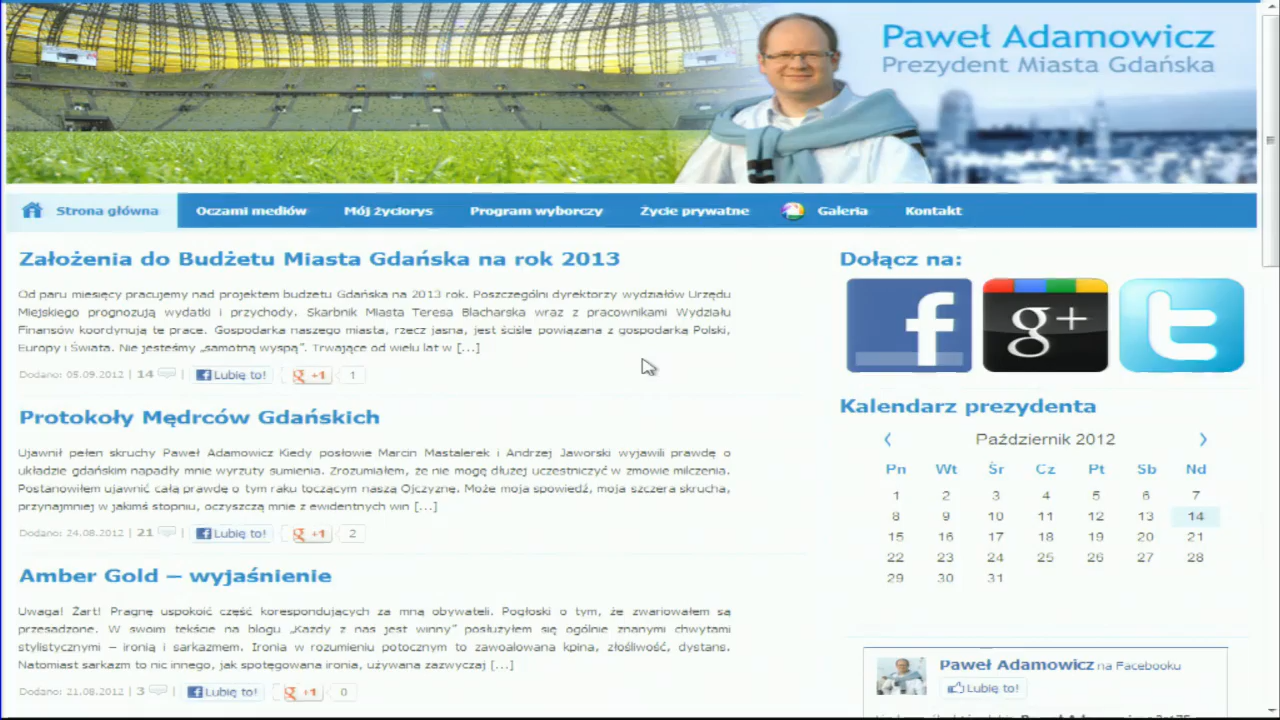 Paweł Adamowicz
Prezydent Miasta Gdańska
Strona główna Oczami mediów Mój życiorys Program wyborczy Życie prywatne Galeria Kontakt
Założenia do Budżetu Miasta Gdańska na rok 2013
Od paru miesięcy pracujemy nad projektem budżetu Gdańska na 2013 rok. Poszczególni dyrektorzy wydziałów Urzędu
Miejskiego prognozują wydatki i przychody. Skarbnik Miasta Teresa Blacharska wraz z pracownikami Wydziału
Finansów koordynują te prace. Gospodarka naszego miasta, rzecz jasna, jest ściśle powiązana z gospodarką Polski,
Europy i Świata. Nie jesteśmy „samotną wyspą”. Trwające od wielu lat w [...]
Dodano: 05.09.2012 | 14 | Lubię to! +1 1
Protokoły Mędrców Gdańskich
Ujawnił pełen skruchy Paweł Adamowicz Kiedy posłowie Marcin Mastalerek i Andrzej Jaworski wyjawili prawdę o
układzie gdańskim napadły mnie wyrzuty sumienia. Zrozumiałem, że nie mogę dłużej uczestniczyć w zmowie milczenia.
Postanowiłem ujawnić całą prawdę o tym raku toczącym naszą Ojczyznę. Może moja spowiedź, moja szczera skrucha,
przynajmniej w jakimś stopniu, oczyszczą mnie z ewidentnych win [...]
Dodano: 24.08.2012 | 21 | Lubię to! +1 2
Amber Gold – wyjaśnienie
Uwaga! Żart! Pragnę uspokoić część korespondujących za mną obywateli. Pogłoski o tym, że zwariowałem są
przesadzone. W swoim tekście na blogu „Każdy z nas jest winny” posłużyłem się ogólnie znanymi chwytami
stylistycznymi – ironią i sarkazmem. Ironia w rozumieniu potocznym to zawoalowana kpina, złośliwość, dystans.
Natomiast sarkazm to nic innego, jak spotęgowana ironia, używana zazwyczaj [...]
Dodano: 21.08.2012 | 3 | Lubię to! +1 0
Dołącz na:
f g+ t
Kalendarz prezydenta
Październik 2012
Pn Wt Śr Cz Pt Sb Nd
1 2 3 4 5 6 7
8 9 10 11 12 13 14
15 16 17 18 19 20 21
22 23 24 25 26 27 28
29 30 31
Paweł Adamowicz na Facebooku
Lubię to!